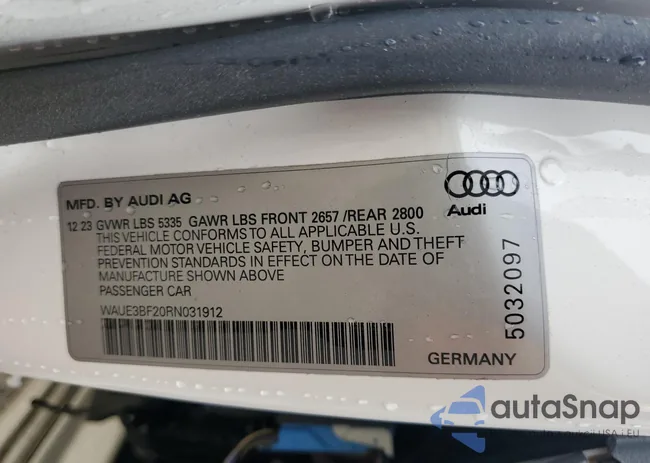 MFD. BY AUDI AG
12 23 GVWR LBS 5335 GAWR LBS FRONT 2657 /REAR 2800
THIS VEHICLE CONFORMS TO ALL APPLICABLE U.S.
FEDERAL MOTOR VEHICLE SAFETY, BUMPER AND THEFT
PREVENTION STANDARDS IN EFFECT ON THE DATE OF
MANUFACTURE SHOWN ABOVE
PASSENGER CAR
WAUE3BF20RN031912
Audi
5032097
GERMANY
autaSnap
USA | EU